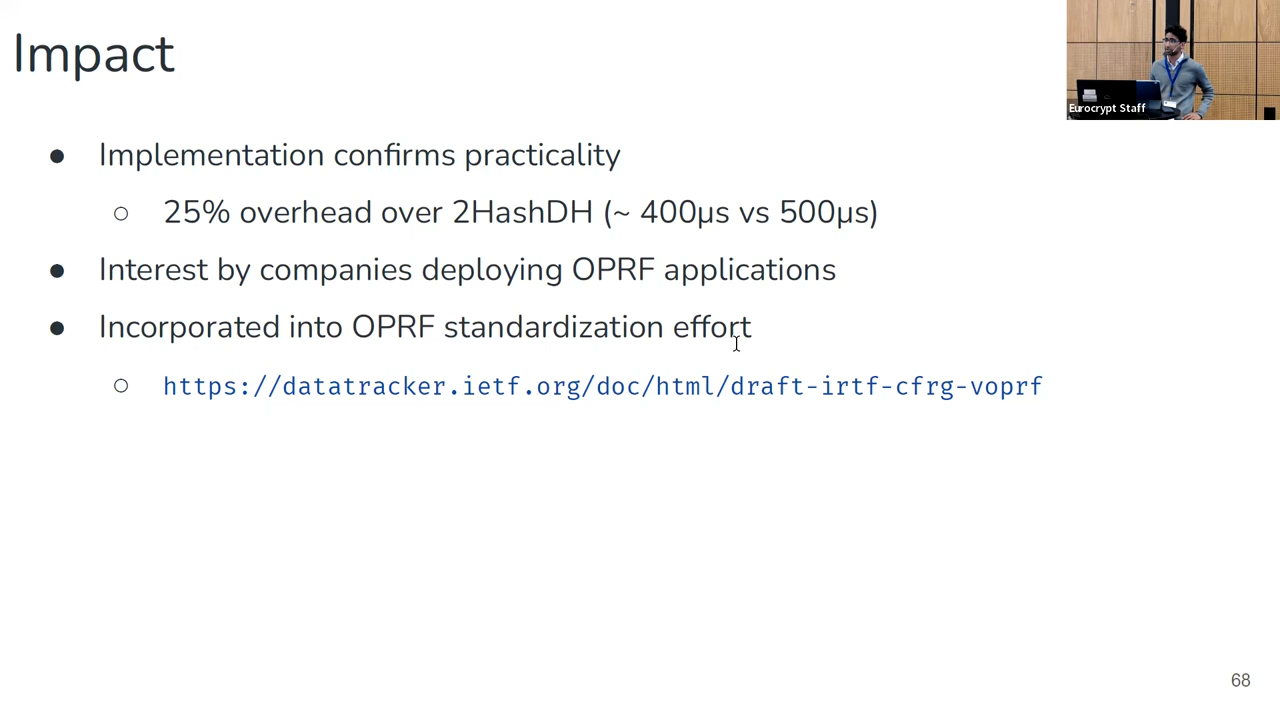 Impact
Eurocrypt Staff
● Implementation confirms practicality
○ 25% overhead over 2HashDH (~ 400µs vs 500µs)
● Interest by companies deploying OPRF applications
● Incorporated into OPRF standardization effort
○ https://datatracker.ietf.org/doc/html/draft-irtf-cfrg-voprf
68